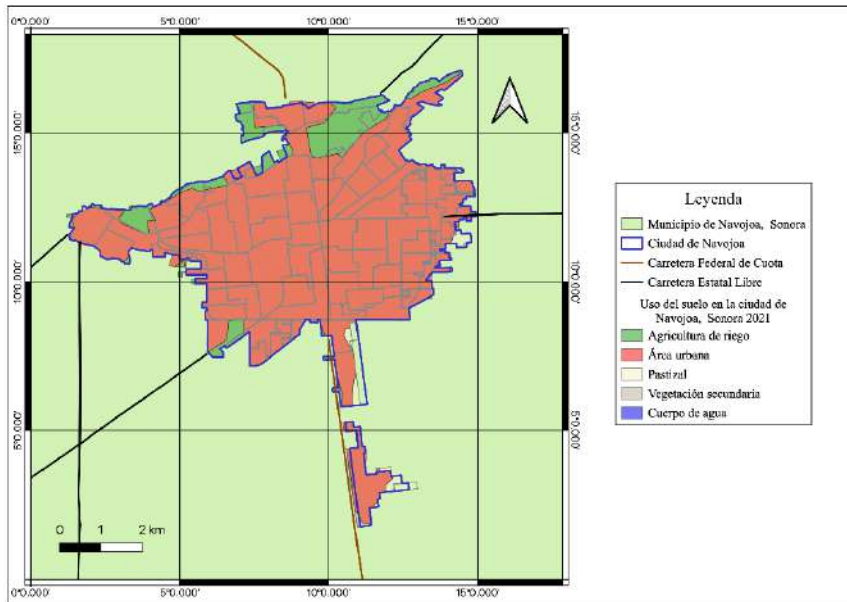 0°0.000' 5°0.000' 10°0.000' 15°0.000'
15°0.000' 15°0.000'
10°0.000' 10°0.000'
5°0.000' 5°0.000'
0 1 2 km
0°0.000' 5°0.000' 10°0.000' 15°0.000'
Leyenda
Municipio de Navojoa, Sonora
Ciudad de Navojoa
Carretera Federal de Cuota
Carretera Estatal Libre
Uso del suelo en la ciudad de
Navojoa, Sonora 2021
Agricultura de riego
Área urbana
Pastizal
Vegetación secundaria
Cuerpo de agua